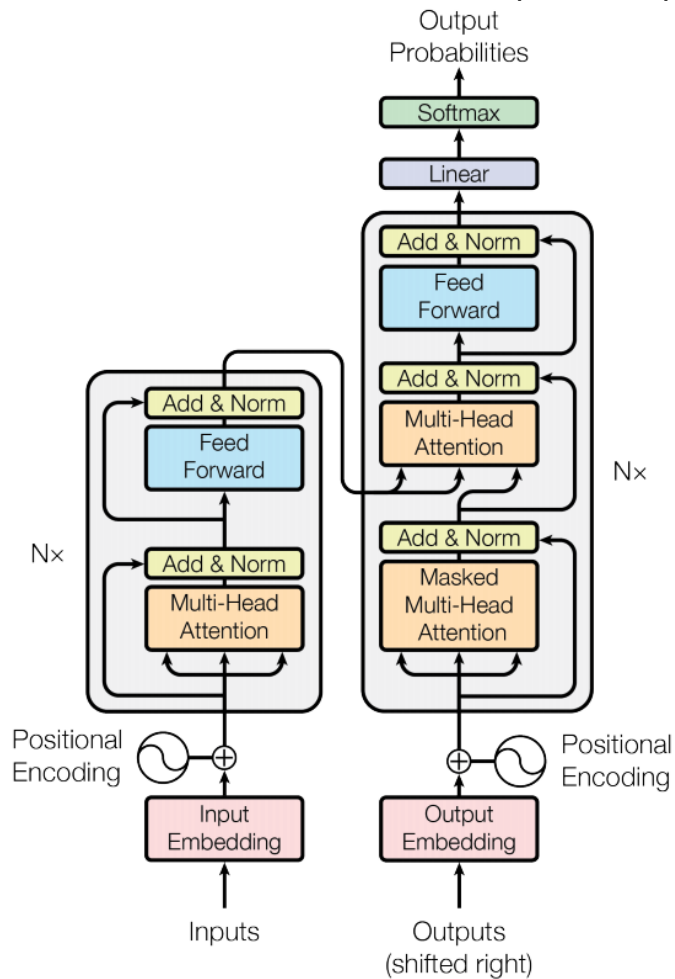 Output
Probabilities
Softmax
Linear
Add & Norm
Feed
Forward
Add & Norm
Multi-Head
Attention
Add & Norm
Masked
Multi-Head
Attention
Nx
Add & Norm
Feed
Forward
Add & Norm
Multi-Head
Attention
Nx
Positional
Encoding
Positional
Encoding
Input
Embedding
Output
Embedding
Inputs
Outputs
(shifted right)